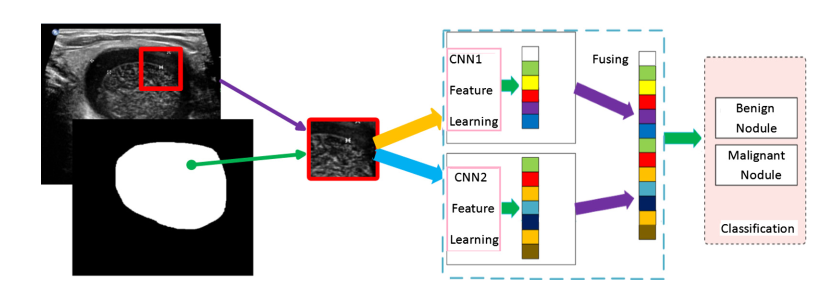 CNN1
Feature
Learning
CNN2
Feature
Learning
Fusing
Benign
Nodule
Malignant
Nodule
Classification